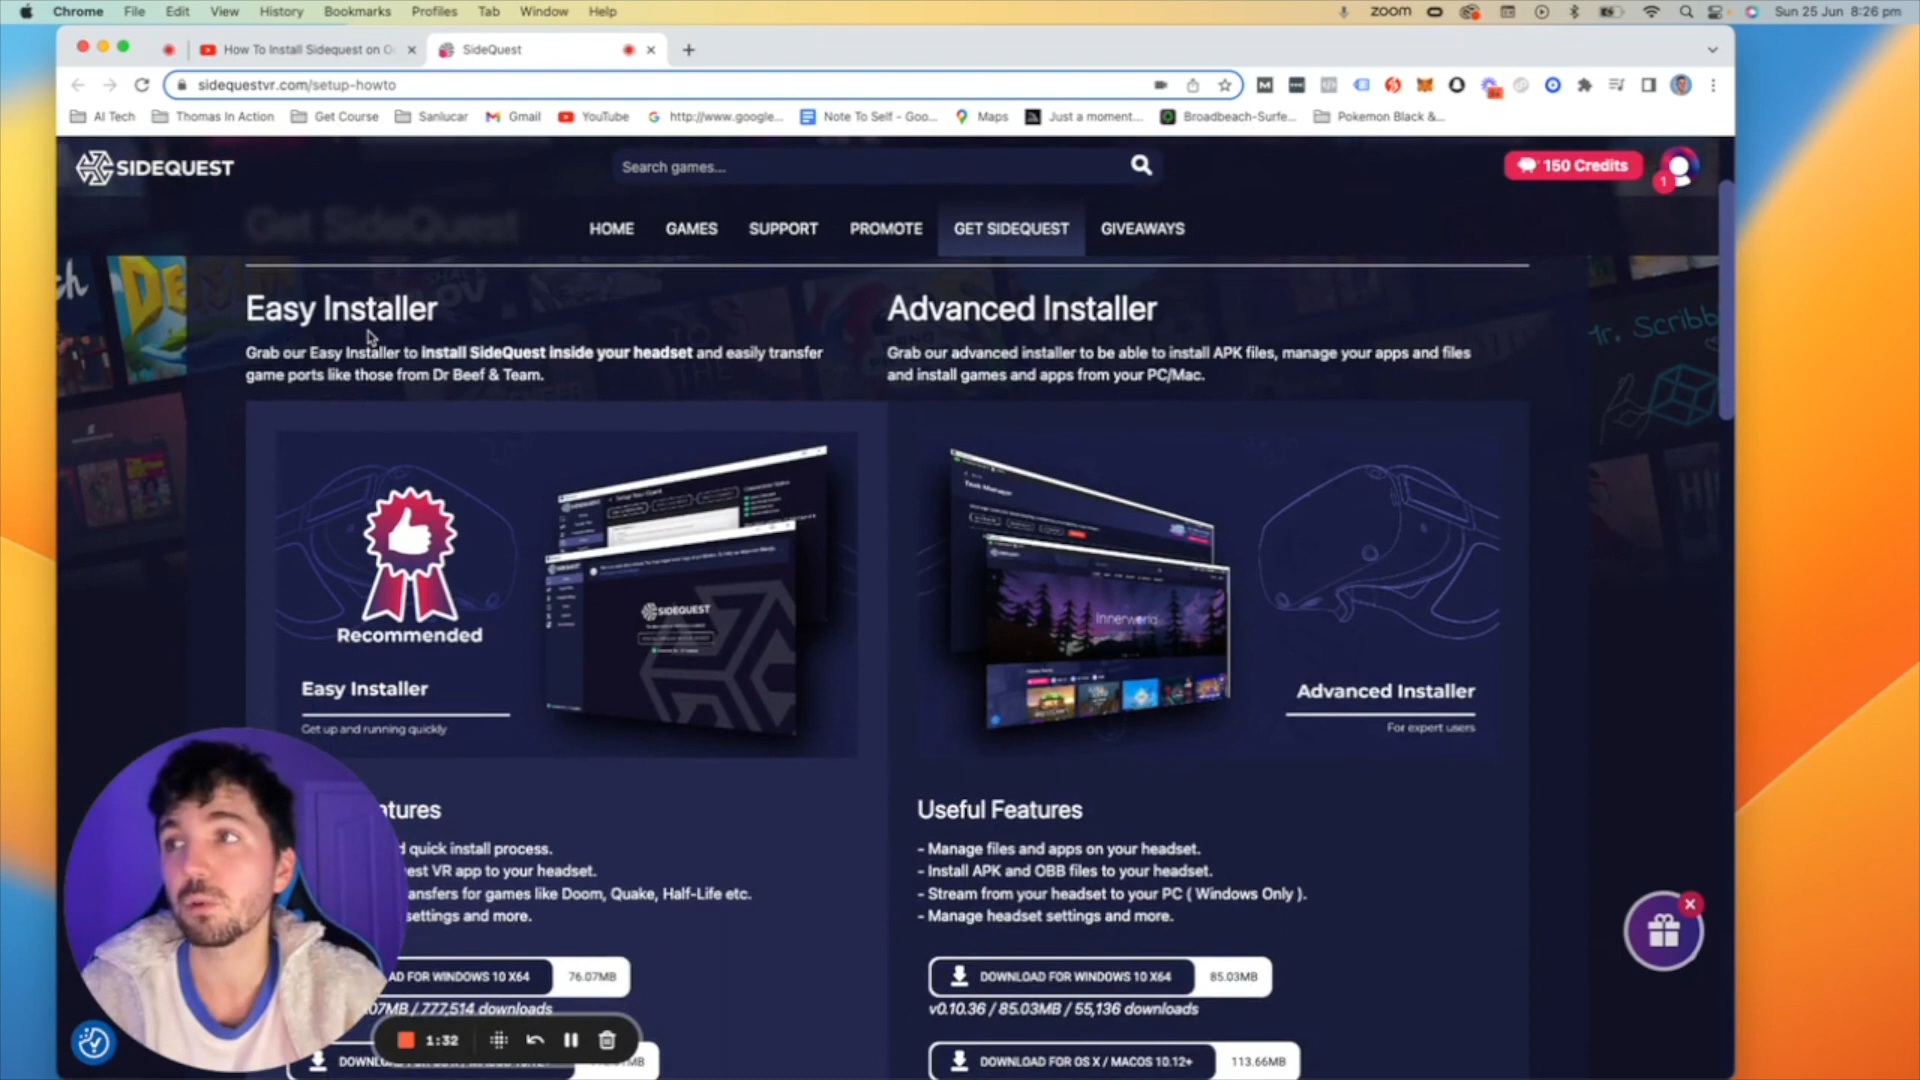 Chrome File Edit View History Bookmarks Profiles Tab Window Help
zoom
Sun 25 Jun 8:26 pm
How To Install Sidequest on O
SideQuest
sidequestvr.com/setup-howto
AI Tech Thomas In Action Get Course Sanlucar Gmail YouTube http://www.google... Note To Self - Goo... Maps Just a moment... Broadbeach-Surfe... Pokemon Black &...
SIDEQUEST
Search games...
150 Credits
1
Get SideQuest
HOME GAMES SUPPORT PROMOTE GET SIDEQUEST GIVEAWAYS
Easy Installer
Grab our Easy Installer to install SideQuest inside your headset and easily transfer
game ports like those from Dr Beef & Team.
Advanced Installer
Grab our advanced installer to be able to install APK files, manage your apps and files
and install games and apps from your PC/Mac.
Mr. Scribb
Recommended
SIDEQUEST
Easy Installer
Get up and running quickly
Task Manager
Innerworld
Advanced Installer
For expert users
atures
d quick install process.
est VR app to your headset.
ansfers for games like Doom, Quake, Half-Life etc.
settings and more.
AD FOR WINDOWS 10 X64 76.07MB
.07MB / 777,514 downloads
1:32
MB
Useful Features
- Manage files and apps on your headset.
- Install APK and OBB files to your headset.
- Stream from your headset to your PC ( Windows Only ).
- Manage headset settings and more.
DOWNLOAD FOR WINDOWS 10 X64 85.03MB
v0.10.36 / 85.03MB / 55,136 downloads
DOWNLOAD FOR OS X / MACOS 10.12+ 113.66MB